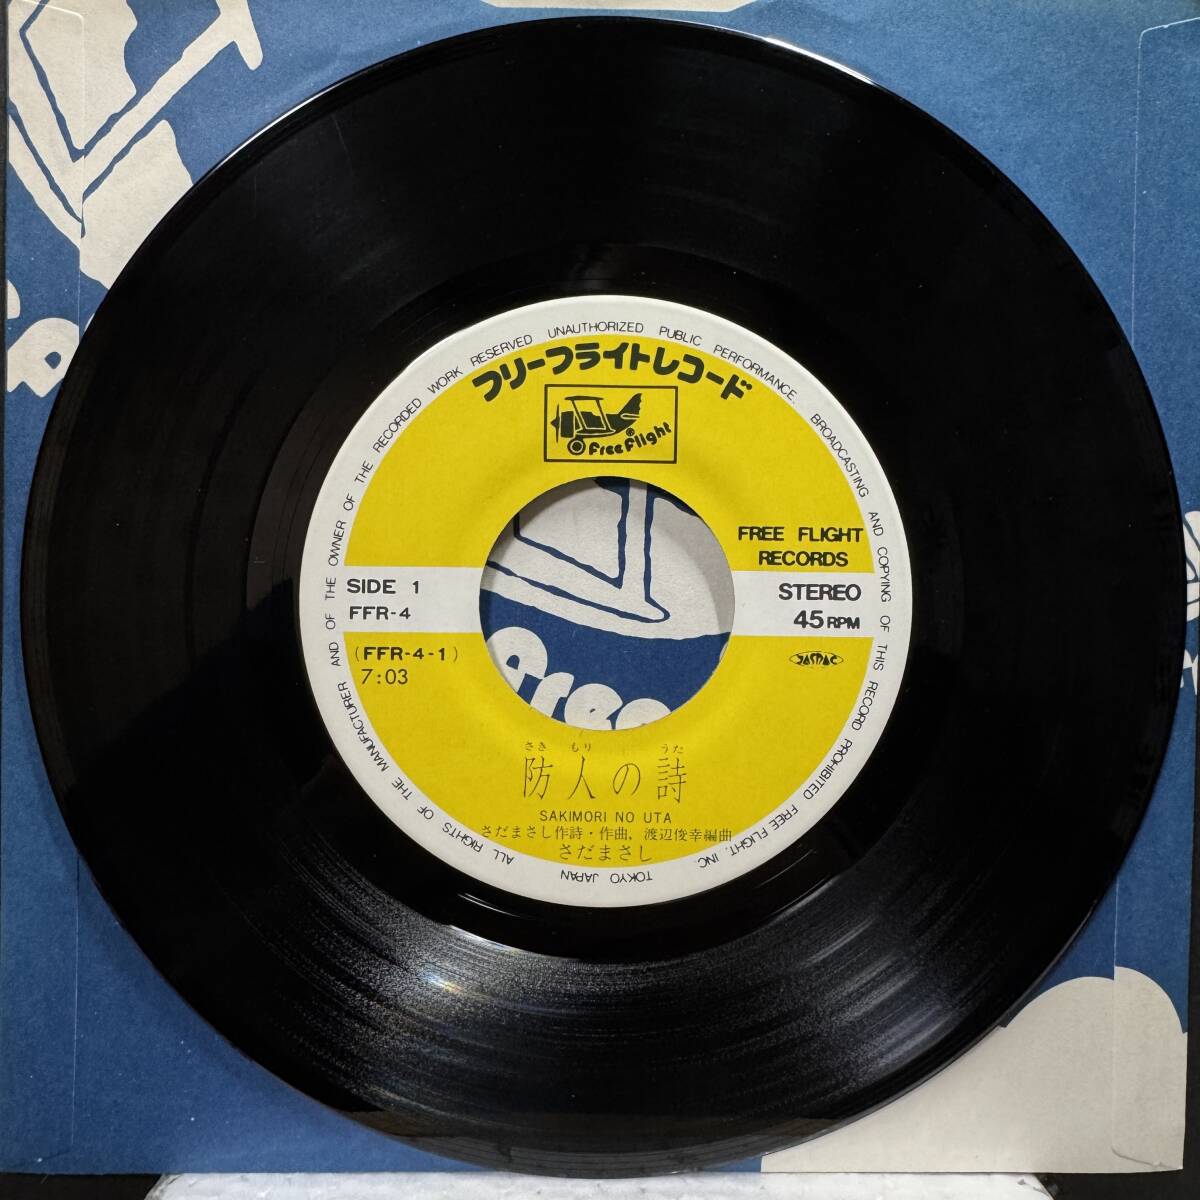 ALL RIGHTS OF THE MANUFACTURER AND OF THE OWNER OF THE RECORDED WORK RESERVED UNAUTHORIZED PUBLIC PERFORMANCE, BROADCASTING AND COPYING OF THIS RECORD PROHIBITED FREE FLIGHT, INC.
TOKYO JAPAN
フリーフライトレコード
Free Flight®
FREE FLIGHT
RECORDS
SIDE 1
FFR-4
STEREO
45 RPM
(FFR-4-1)
7:03
JASRAC
さきもり うた
防人の詩
SAKIMORI NO UTA
さだまさし作詩・作曲, 渡辺俊幸編曲
さだまさし
Free